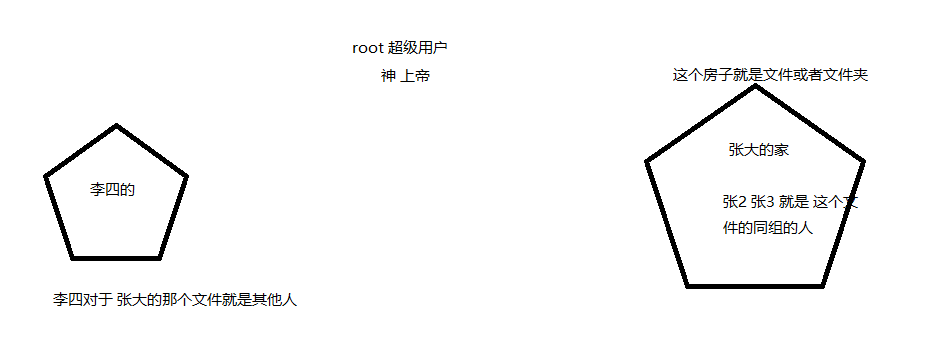 root 超级用户
神 上帝
这个房子就是文件或者文件夹
张大的家
李四的
张2 张3 就是 这个文
件的同组的人
李四对于 张大的那个文件就是其他人